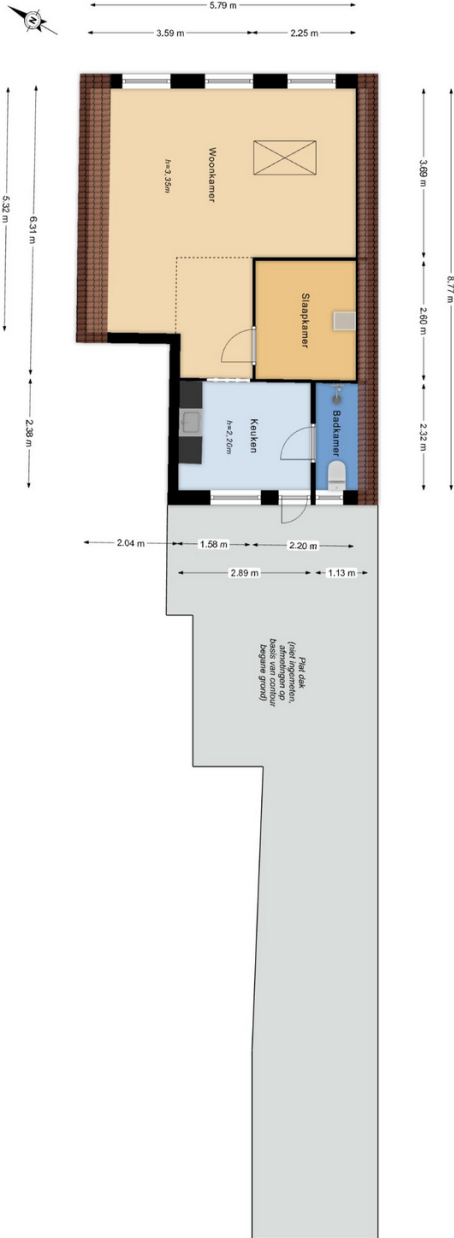 5.79 m
3.59 m
2.25 m
N
5.32 m
6.31 m
2.38 m
Woonkamer
h=3,35m
Slaapkamer
Keuken
h=2,20m
Badkamer
3.69 m
2.60 m
2.32 m
8.77 m
2.04 m
1.58 m
2.20 m
2.89 m
1.13 m
Plat dak
(niet ingemeten,
afmetingen op
basis van contour
begane grond)